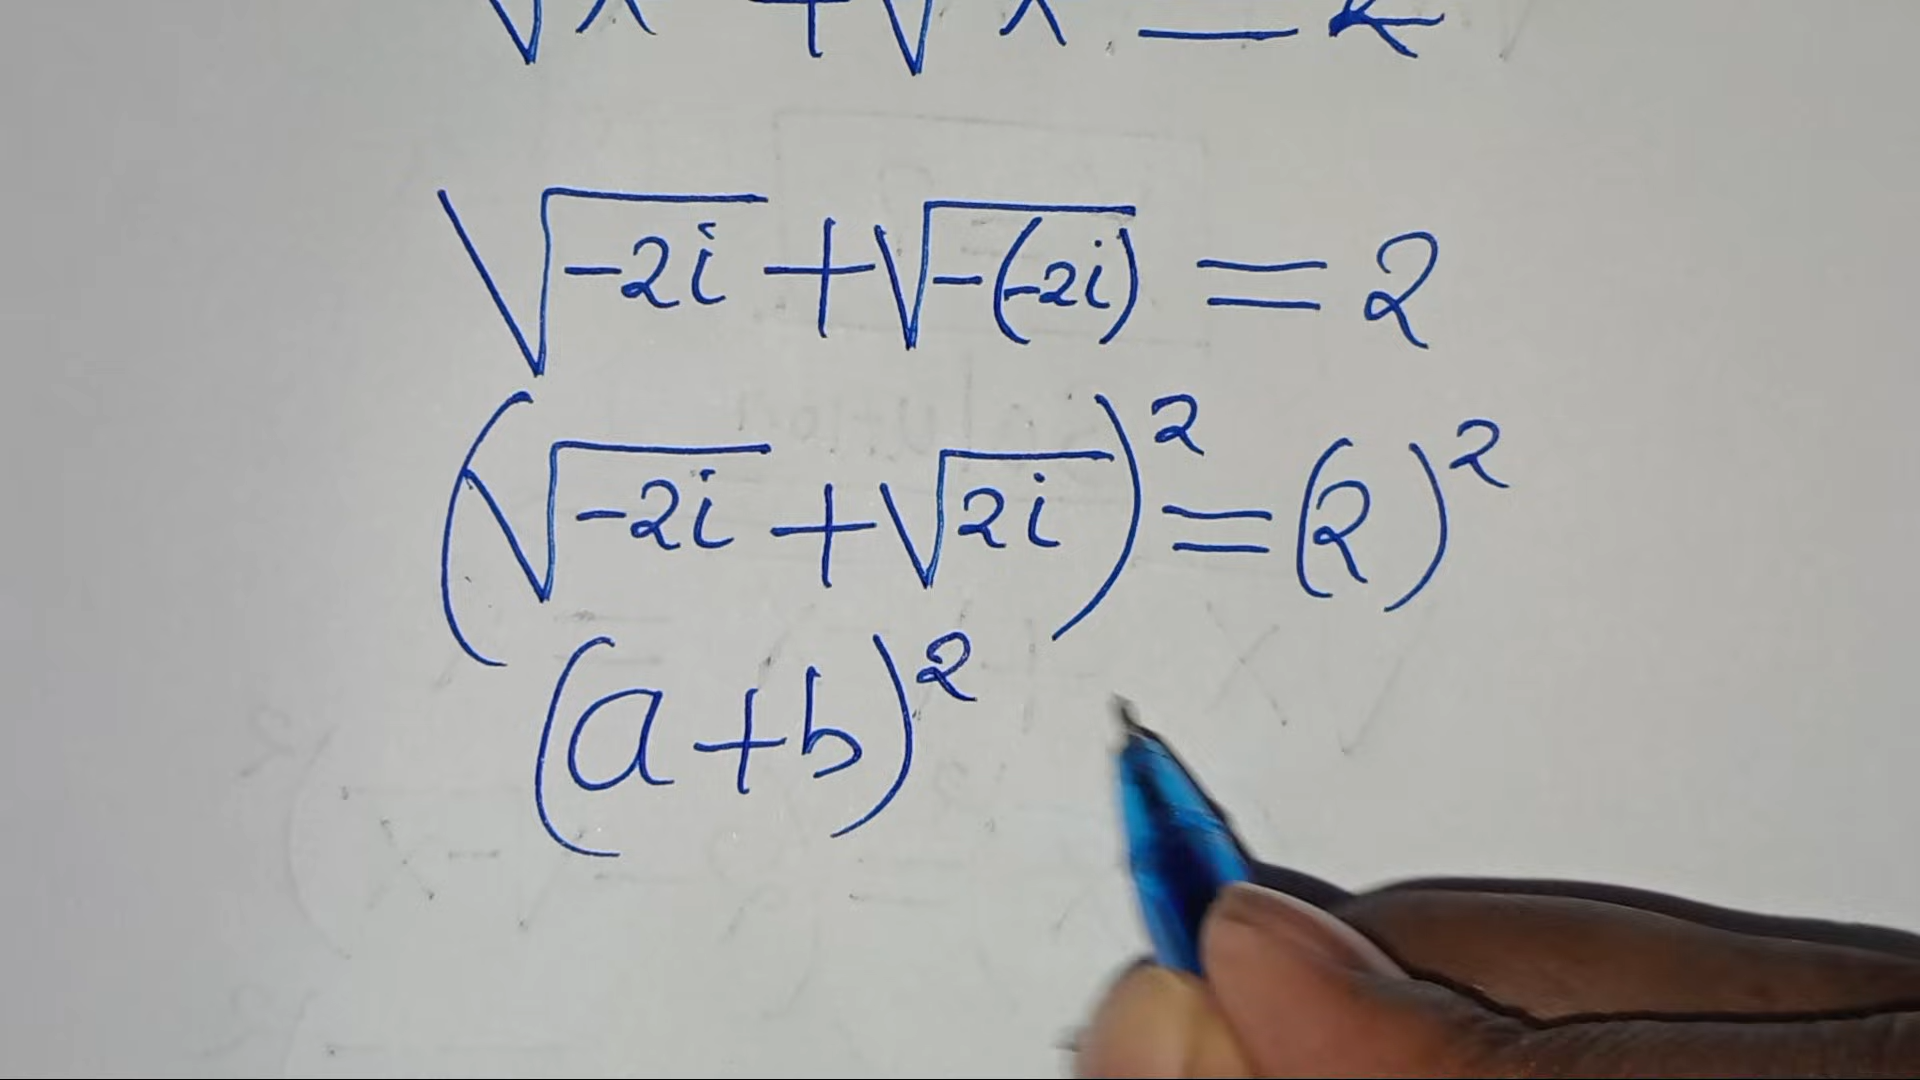 √-2i + √-(-2i) = 2
(√-2i + √2i)² = (2)²
(a+b)²